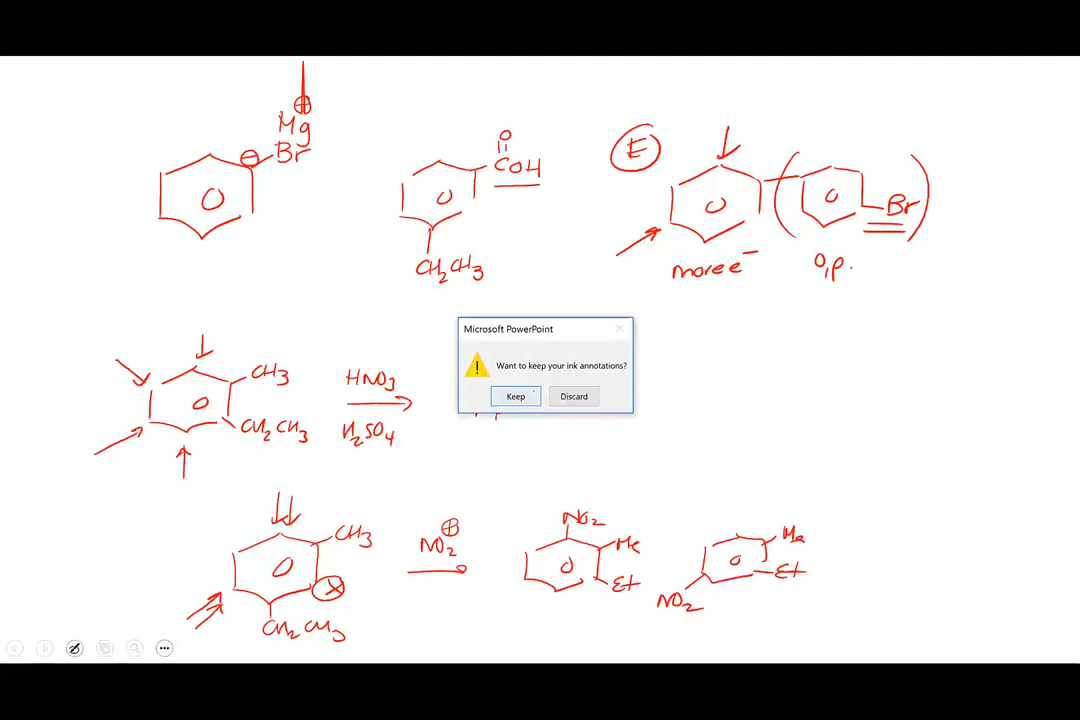 ⊕
Mg
⊖ Br
O
COH
CH2CH3
E
Br
more e−
o,p.
Microsoft PowerPoint
Want to keep your ink annotations?
Keep
Discard
CH3
CH2CH3
HNO3
H2SO4
CH3
CH2CH3
NO2⊕
NO2
Me
Et
Me
Et
NO2